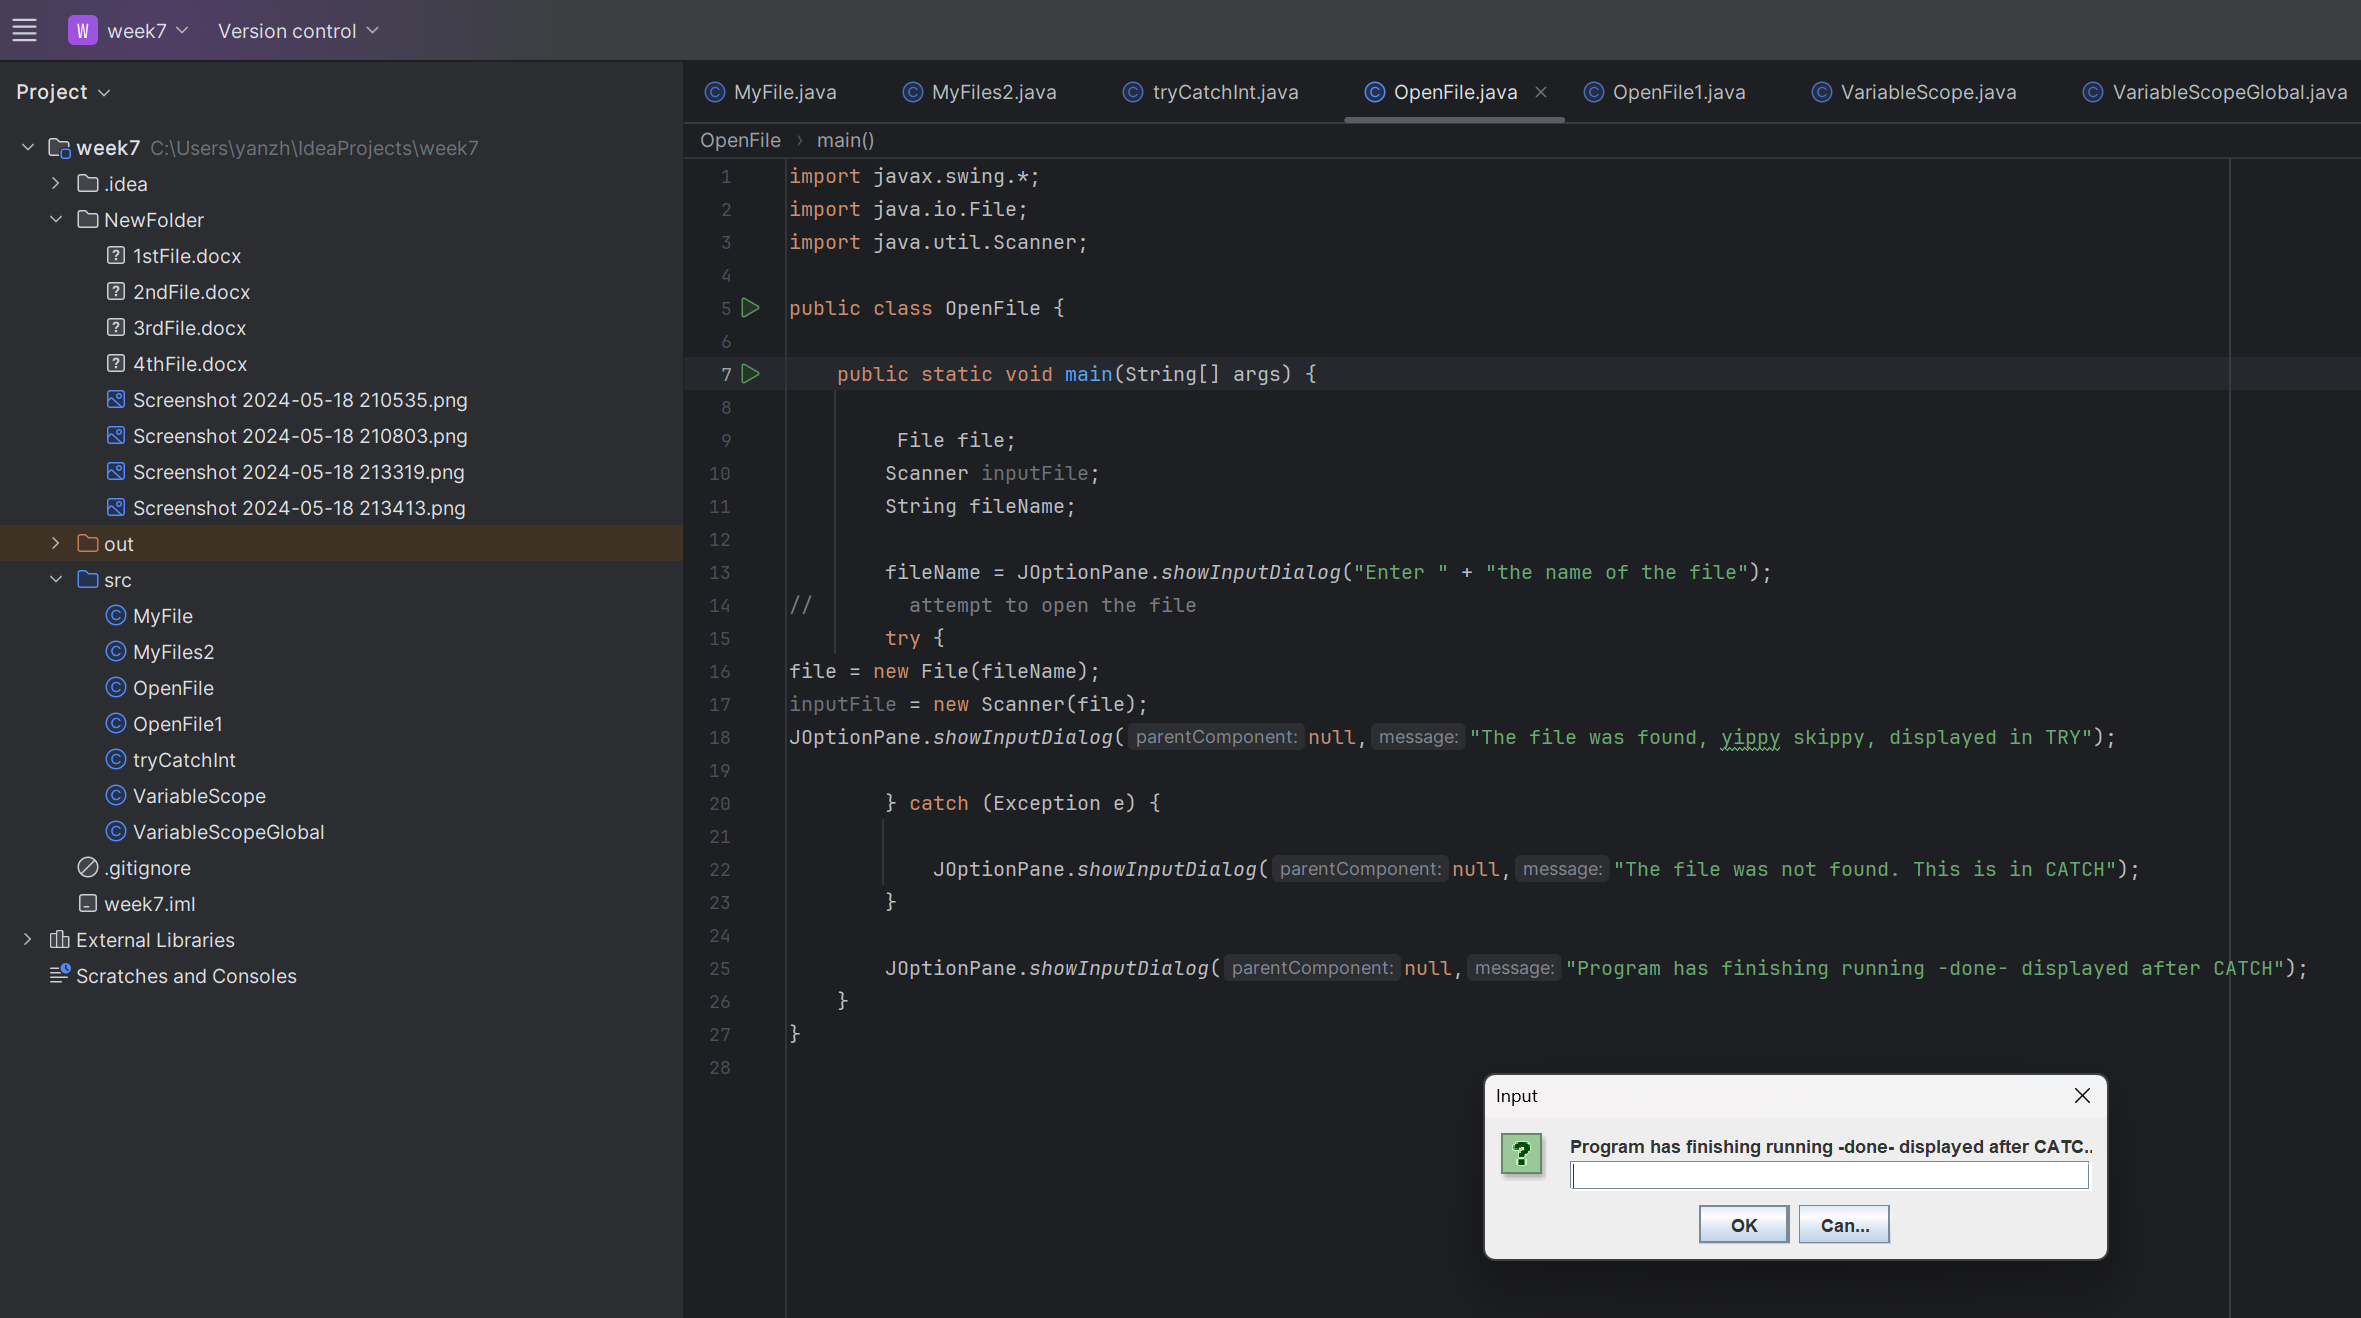 W week7 Version control
Project
week7 C:\Users\yanzh\IdeaProjects\week7
.idea
NewFolder
1stFile.docx
2ndFile.docx
3rdFile.docx
4thFile.docx
Screenshot 2024-05-18 210535.png
Screenshot 2024-05-18 210803.png
Screenshot 2024-05-18 213319.png
Screenshot 2024-05-18 213413.png
out
src
MyFile
MyFiles2
OpenFile
OpenFile1
tryCatchInt
VariableScope
VariableScopeGlobal
.gitignore
week7.iml
External Libraries
Scratches and Consoles
MyFile.java MyFiles2.java tryCatchInt.java OpenFile.java OpenFile1.java VariableScope.java VariableScopeGlobal.java
OpenFile › main()
1 import javax.swing.*;
2 import java.io.File;
3 import java.util.Scanner;
4
5 public class OpenFile {
6
7 public static void main(String[] args) {
8
9 File file;
10 Scanner inputFile;
11 String fileName;
12
13 fileName = JOptionPane.showInputDialog("Enter " + "the name of the file");
14 // attempt to open the file
15 try {
16 file = new File(fileName);
17 inputFile = new Scanner(file);
18 JOptionPane.showInputDialog( parentComponent: null, message: "The file was found, yippy skippy, displayed in TRY");
19
20 } catch (Exception e) {
21
22 JOptionPane.showInputDialog( parentComponent: null, message: "The file was not found. This is in CATCH");
23 }
24
25 JOptionPane.showInputDialog( parentComponent: null, message: "Program has finishing running -done- displayed after CATCH");
26 }
27 }
28
Input
Program has finishing running -done- displayed after CATC..
OK Can...